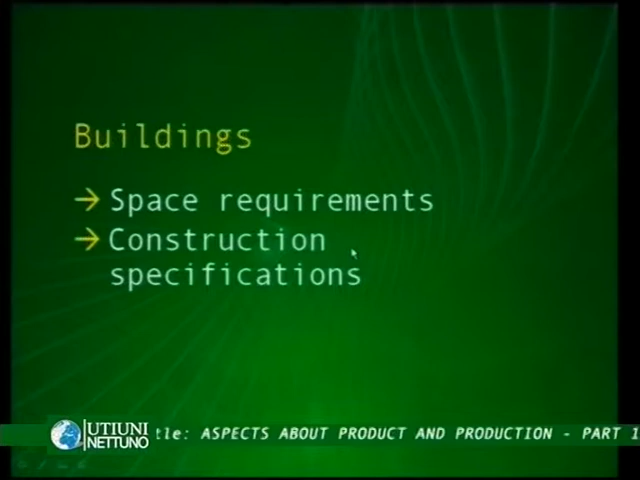 Buildings
→ Space requirements
→ Construction
specifications
UTIUNI
NETTUNO
tle: ASPECTS ABOUT PRODUCT AND PRODUCTION - PART 1